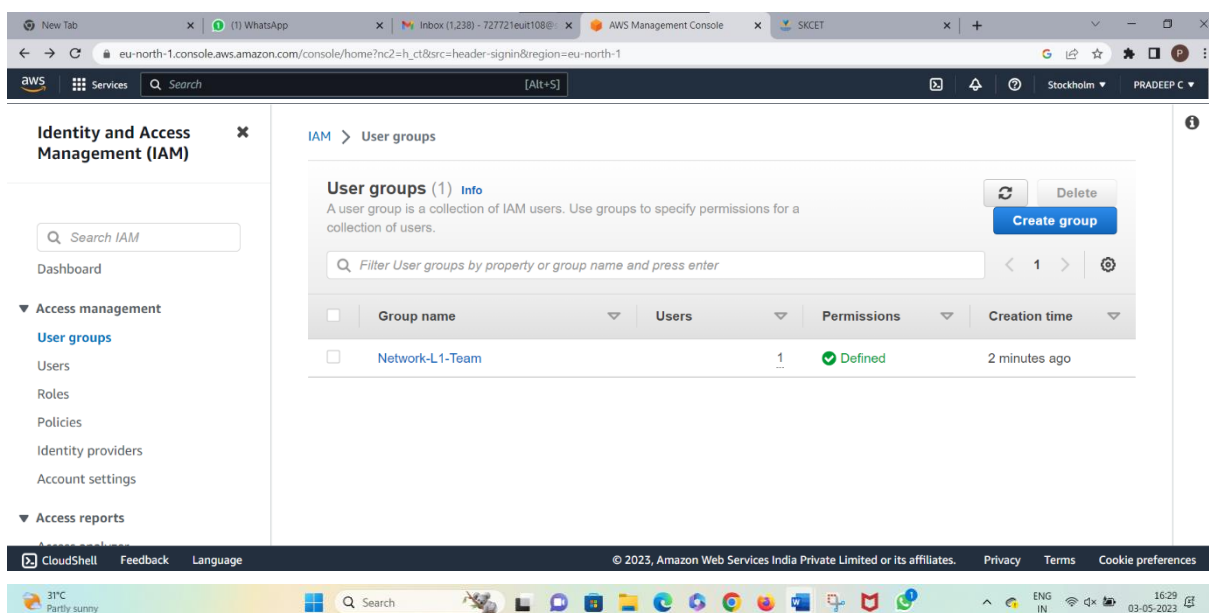 New Tab
(1) WhatsApp
Inbox (1,238) - 727721euit108@s
AWS Management Console
SKCET
eu-north-1.console.aws.amazon.com/console/home?nc2=h_ct&src=header-signin&region=eu-north-1
G
P
aws
Services
Search
[Alt+S]
Stockholm
PRADEEP C
Identity and Access
Management (IAM)
Search IAM
Dashboard
Access management
User groups
Users
Roles
Policies
Identity providers
Account settings
Access reports
IAM > User groups
User groups (1) Info
A user group is a collection of IAM users. Use groups to specify permissions for a
collection of users.
Delete
Create group
Filter User groups by property or group name and press enter
1
Group name Users Permissions Creation time
Network-L1-Team 1 Defined 2 minutes ago
CloudShell Feedback Language
© 2023, Amazon Web Services India Private Limited or its affiliates. Privacy Terms Cookie preferences
31°C
Partly sunny
Search
ENG
IN
16:29
03-05-2023